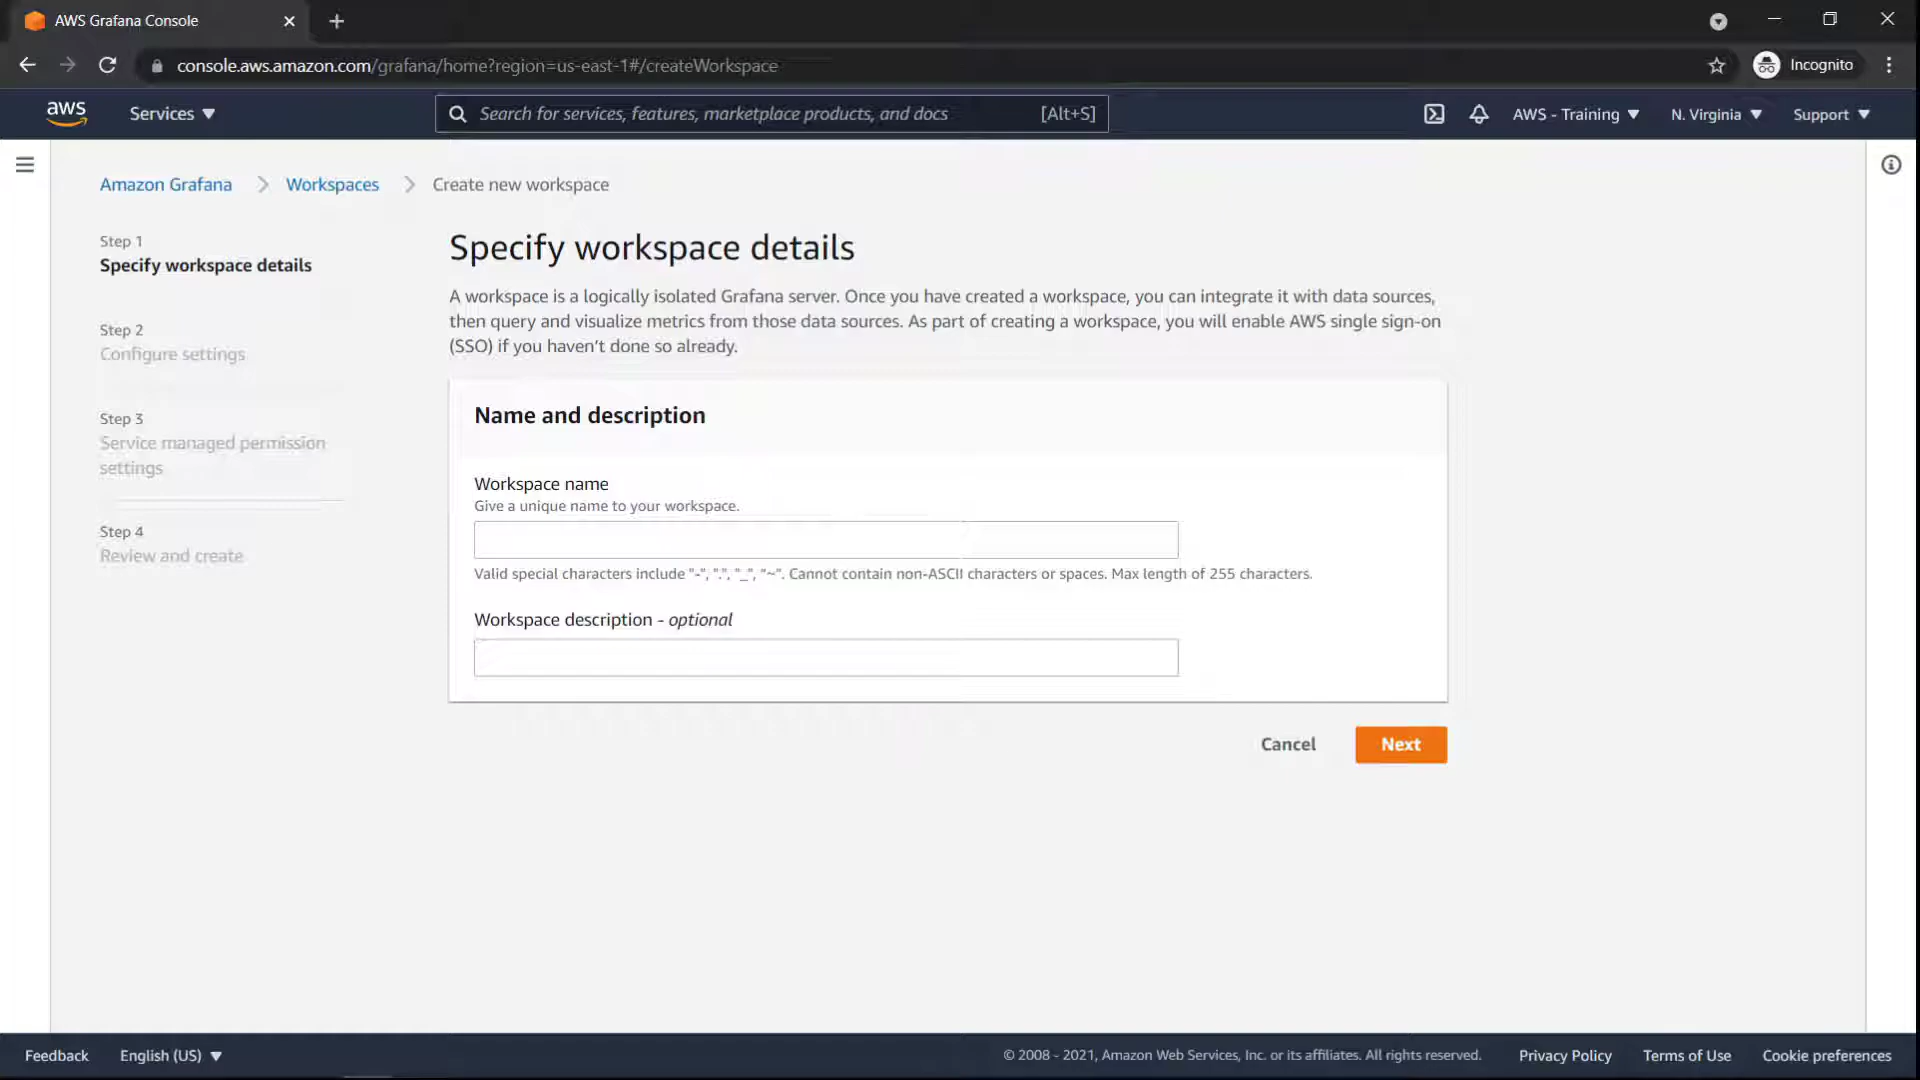 AWS Grafana Console
console.aws.amazon.com/grafana/home?region=us-east-1#/createWorkspace
Incognito
aws
Services
Search for services, features, marketplace products, and docs
[Alt+S]
AWS - Training
N. Virginia
Support
Amazon Grafana
Workspaces
Create new workspace
Step 1
Specify workspace details
Step 2
Configure settings
Step 3
Service managed permission
settings
Step 4
Review and create
Specify workspace details
A workspace is a logically isolated Grafana server. Once you have created a workspace, you can integrate it with data sources,
then query and visualize metrics from those data sources. As part of creating a workspace, you will enable AWS single sign-on
(SSO) if you haven’t done so already.
Name and description
Workspace name
Give a unique name to your workspace.
Valid special characters include "-", ".", "_", "~". Cannot contain non-ASCII characters or spaces. Max length of 255 characters.
Workspace description - optional
Cancel
Next
Feedback
English (US)
© 2008 - 2021, Amazon Web Services, Inc. or its affiliates. All rights reserved.
Privacy Policy
Terms of Use
Cookie preferences